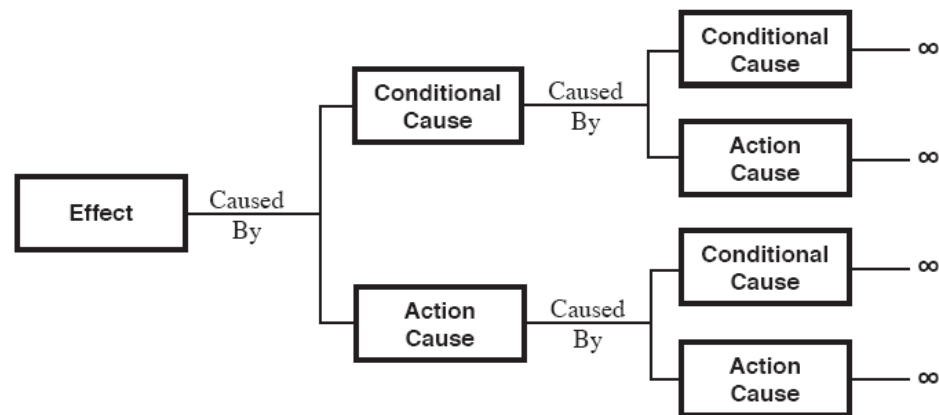 Effect
Caused
By
Conditional
Cause
Caused
By
Conditional
Cause
∞
Action
Cause
∞
Action
Cause
Caused
By
Conditional
Cause
∞
Action
Cause
∞